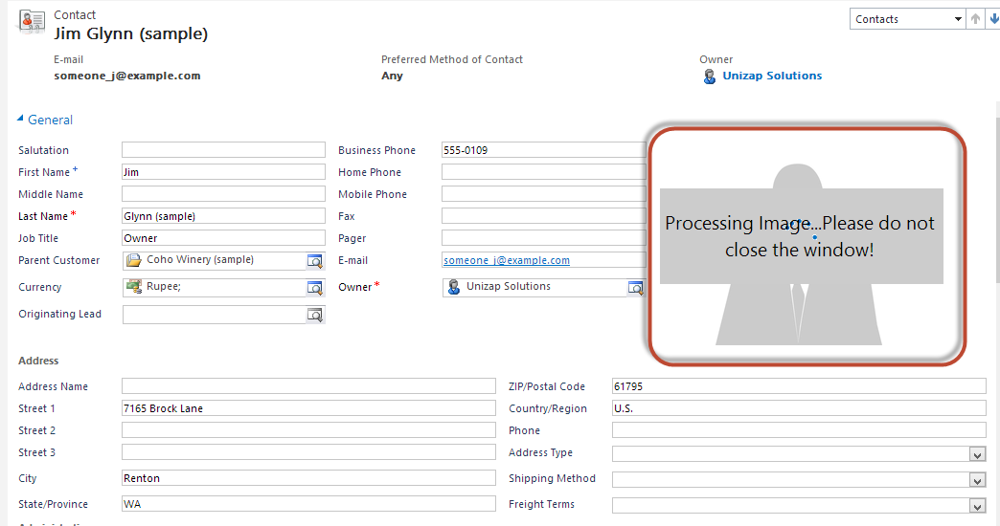 Contact
Jim Glynn (sample)
Contacts
E-mail
someone_j@example.com
Preferred Method of Contact
Any
Owner
Unizap Solutions
General
Salutation
Business Phone 555-0109
First Name + Jim
Home Phone
Middle Name
Mobile Phone
Last Name * Glynn (sample)
Fax
Job Title Owner
Pager
Parent Customer Coho Winery (sample)
E-mail someone_j@example.com
Currency Rupee;
Owner * Unizap Solutions
Originating Lead
Processing Image...Please do not
close the window!
Address
Address Name
ZIP/Postal Code 61795
Street 1 7165 Brock Lane
Country/Region U.S.
Street 2
Phone
Street 3
Address Type
City Renton
Shipping Method
State/Province WA
Freight Terms